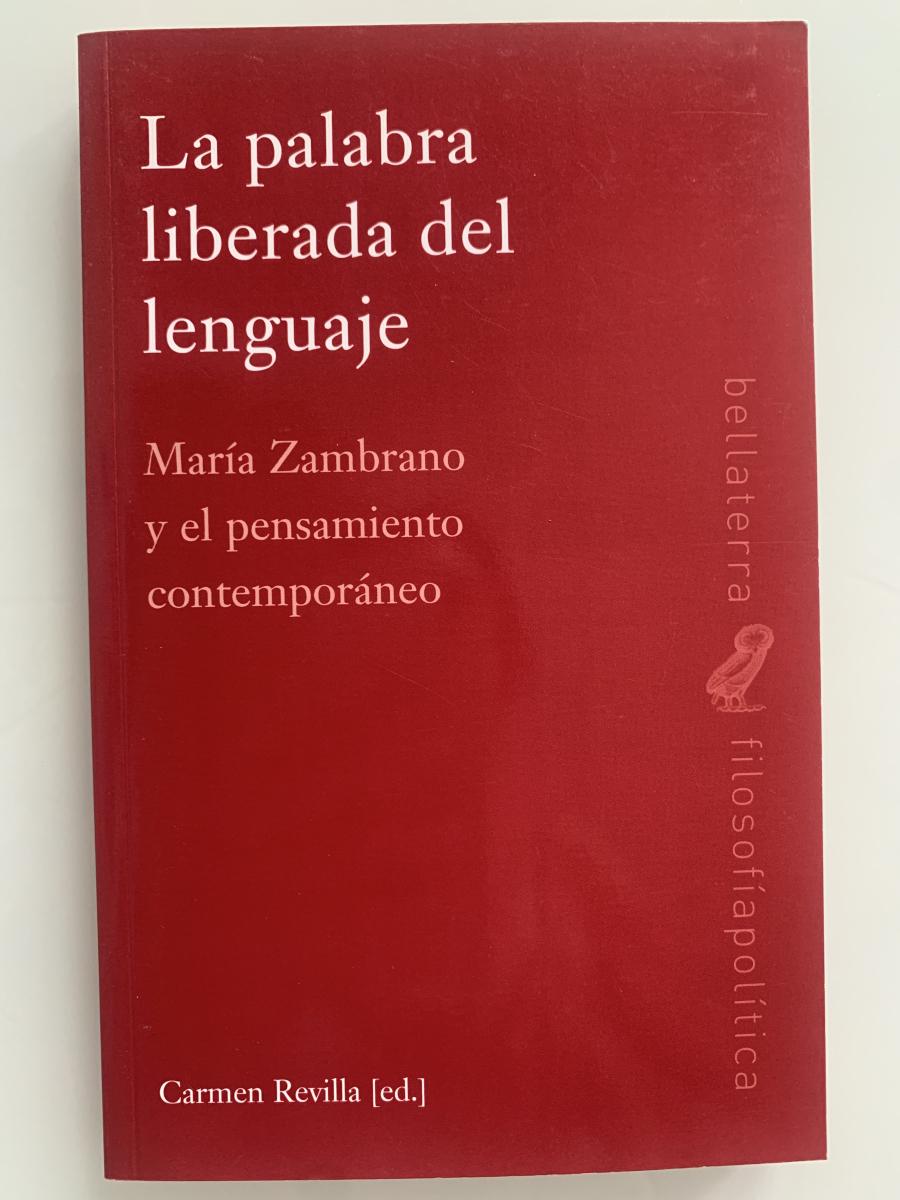 La palabra
liberada del
lenguaje
María Zambrano
y el pensamiento
contemporáneo
bellaterra
filosofíapolítica
Carmen Revilla [ed.]